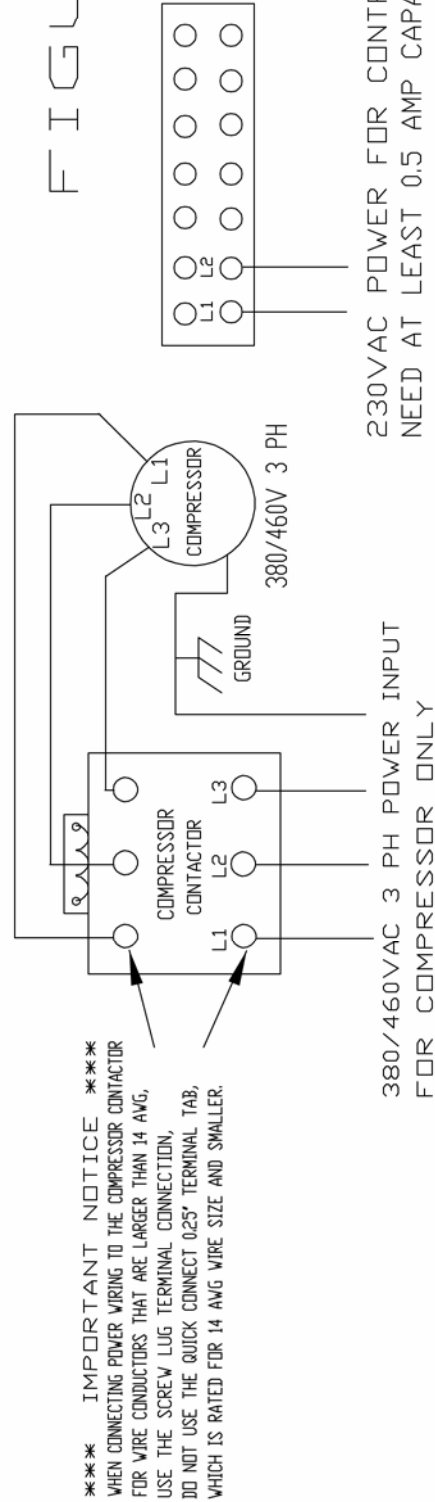 FIGU
*** IMPORTANT NOTICE ***
WHEN CONNECTING POWER WIRING TO THE COMPRESSOR CONTACTOR
FOR WIRE CONDUCTORS THAT ARE LARGER THAN 14 AWG,
USE THE SCREW LUG TERMINAL CONNECTION,
DO NOT USE THE QUICK CONNECT 0.25" TERMINAL TAB,
WHICH IS RATED FOR 14 AWG WIRE SIZE AND SMALLER.
COMPRESSOR
CONTACTOR
L1 L2 L3
L3 L2 L1
COMPRESSOR
380/460V 3 PH
GROUND
L1 L2
380/460VAC 3 PH POWER INPUT
FOR COMPRESSOR ONLY
230VAC POWER FOR CONTR
NEED AT LEAST 0.5 AMP CAPA